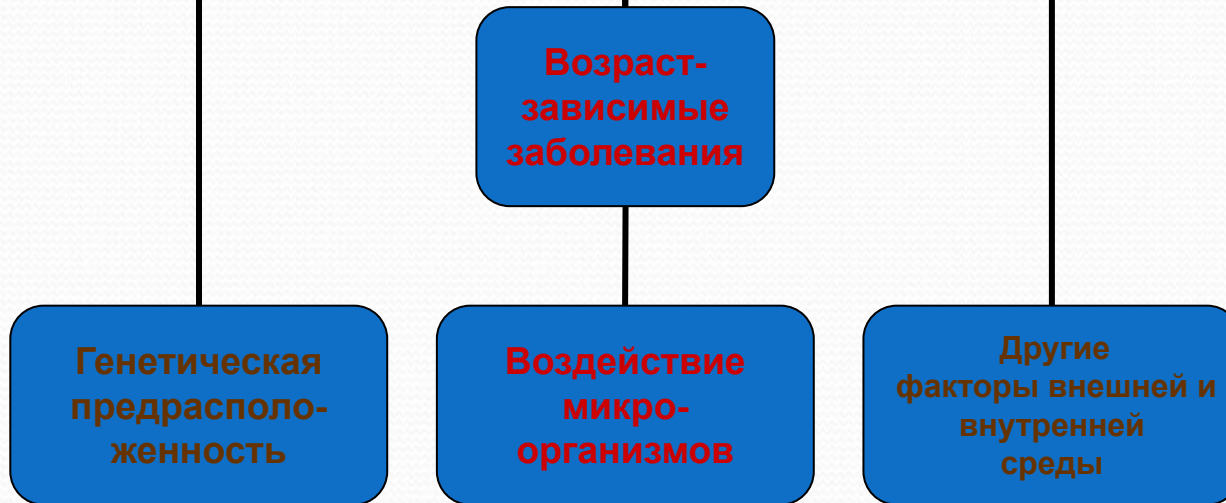 Возраст-
зависимые
заболевания
Генетическая
предрасполо-
женность
Воздействие
микро-
организмов
Другие
факторы внешней и
внутренней
среды